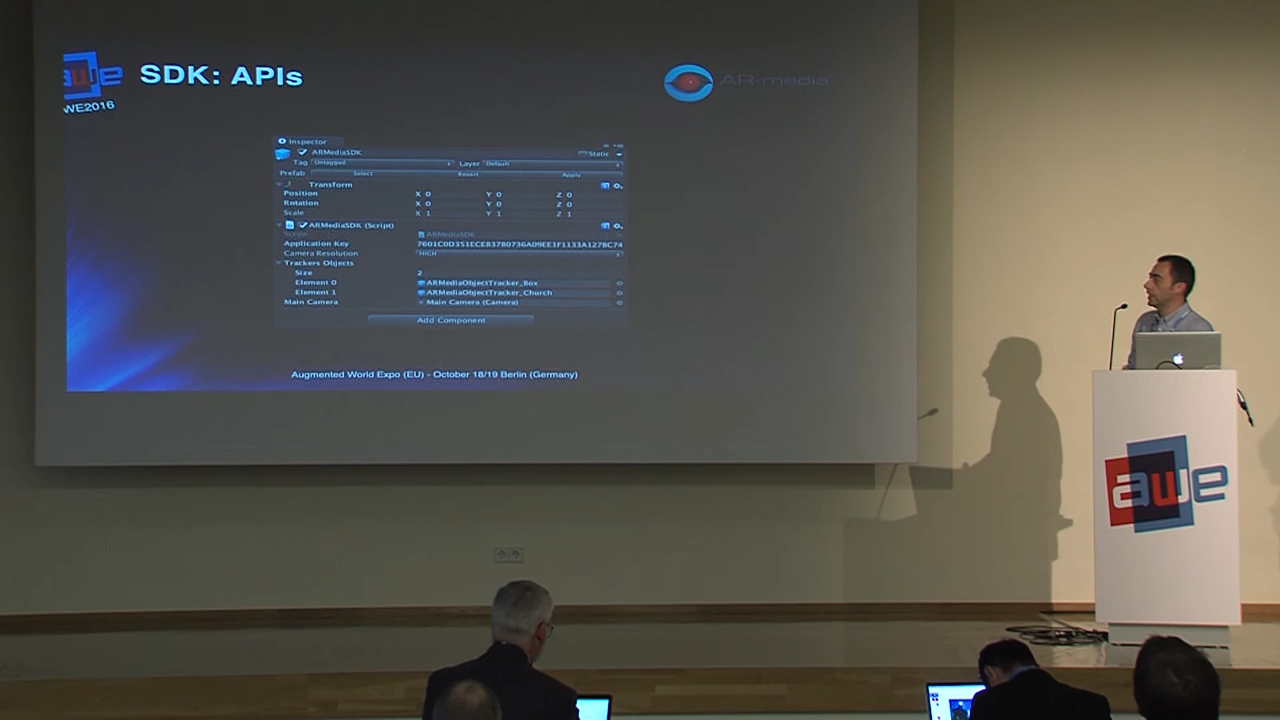 awe
AWE2016
SDK: APIs
AR-media
Inspector
ARMediaSDK
Static
Tag Untagged Layer Default
Prefab Select Revert Apply
Transform
Position X 0 Y 0 Z 0
Rotation X 0 Y 0 Z 0
Scale X 1 Y 1 Z 1
ARMediaSDK (Script)
Script ARMediaSDK
Application Key 7601C0D351ECE83780736A09EE1F1133A1278C74
Camera Resolution HIGH
Trackers Objects
Size 2
Element 0 ARMediaObjectTracker_Box
Element 1 ARMediaObjectTracker_Church
Main Camera Main Camera (Camera)
Add Component
Augmented World Expo (EU) - October 18/19 Berlin (Germany)
awe